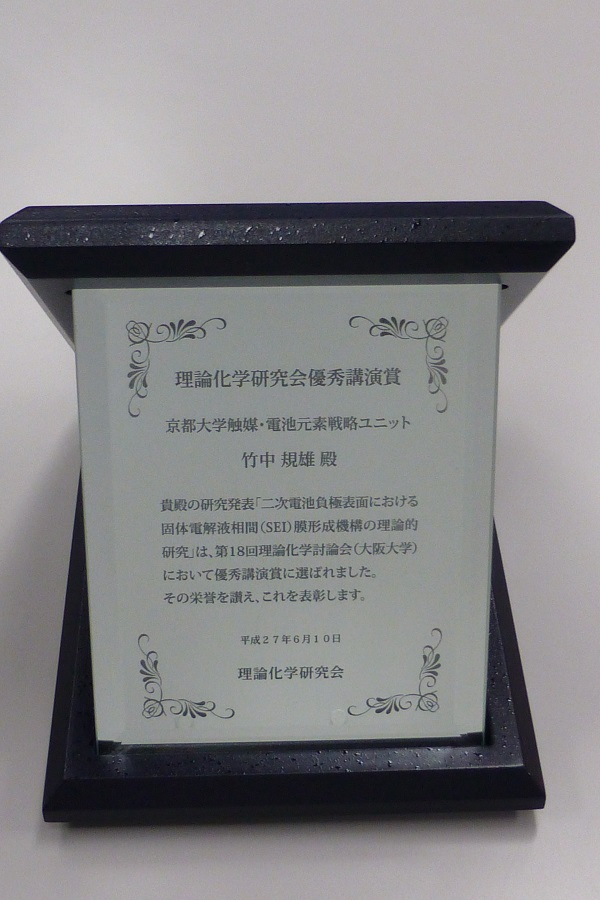 理論化学研究会優秀講演賞
京都大学触媒・電池元素戦略ユニット
竹中 規雄 殿
貴殿の研究発表「二次電池負極表面における
固体電解液相間(SEI)膜形成機構の理論的
研究」は、第18回理論化学討論会(大阪大学)
において優秀講演賞に選ばれました。
その栄誉を讃え、これを表彰します。
平成27年6月10日
理論化学研究会